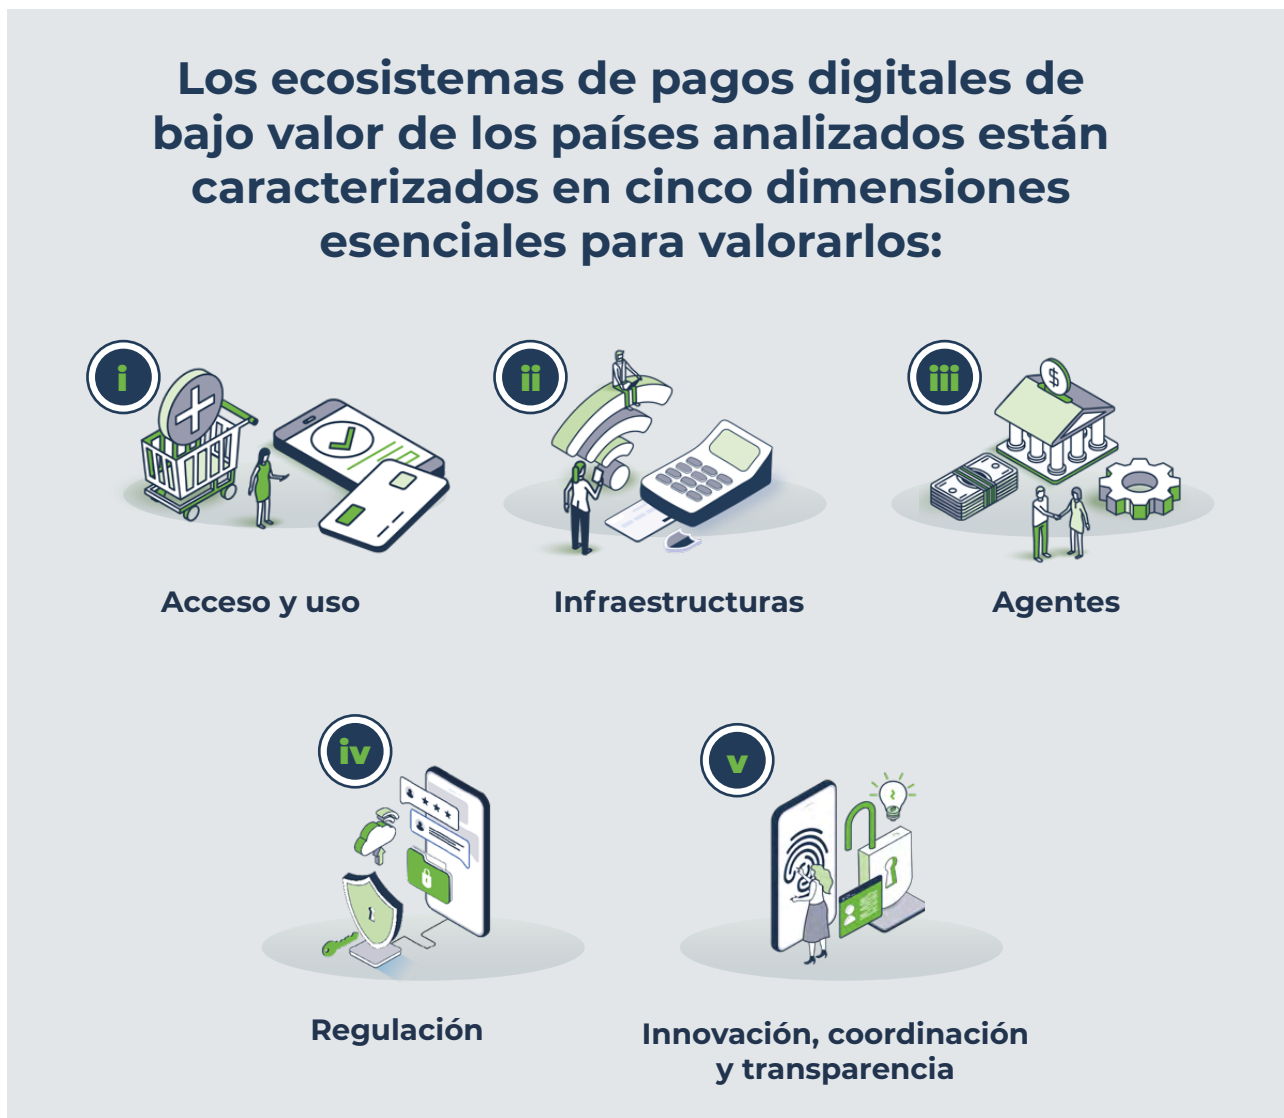 Los ecosistemas de pagos digitales de
bajo valor de los países analizados están
caracterizados en cinco dimensiones
esenciales para valorarlos:
i
ii
iii
Acceso y uso
Infraestructuras
Agentes
iv
v
Regulación
Innovación, coordinación
y transparencia